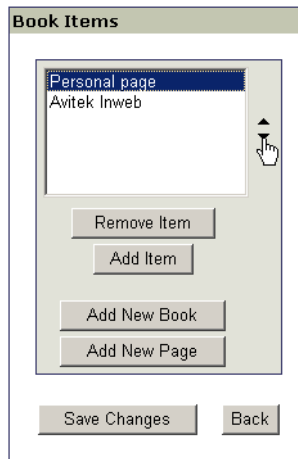 Book Items
Personal page
Avitek Inweb
Remove Item
Add Item
Add New Book
Add New Page
Save Changes Back